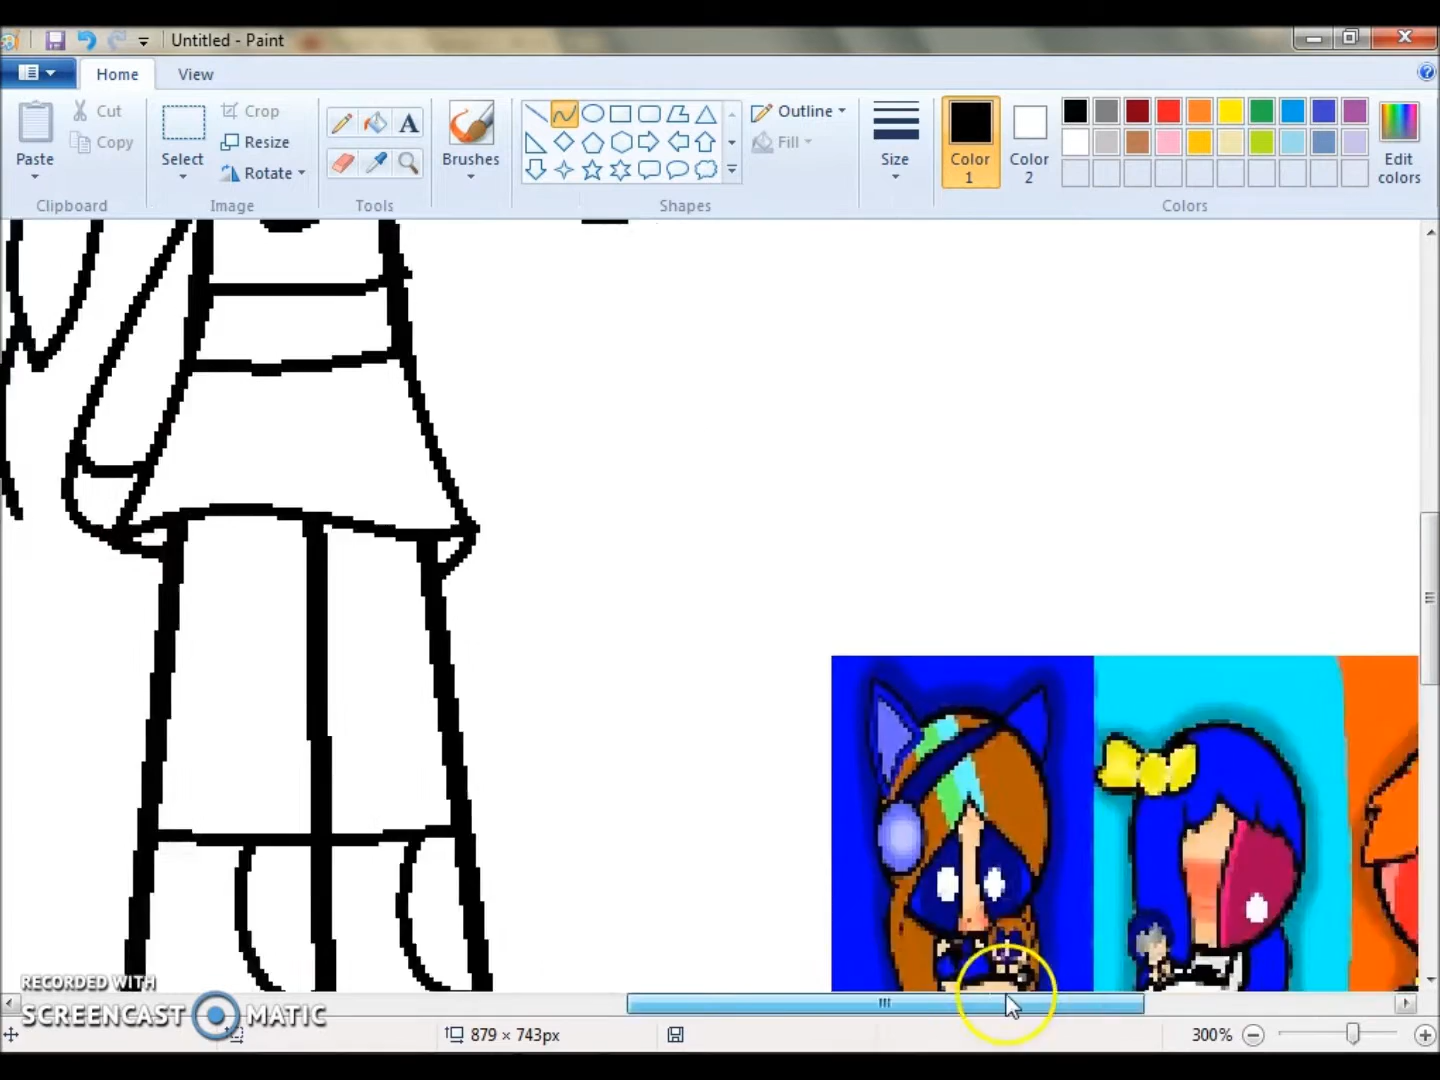 Untitled - Paint
Home View
Cut
Copy
Paste
Clipboard
Crop
Resize
Rotate
Select
Image
A
Tools
Brushes
Outline
Fill
Shapes
Size
Color 1
Color 2
Edit colors
Colors
RECORDED WITH
SCREENCAST MATIC
879 × 743px
300%